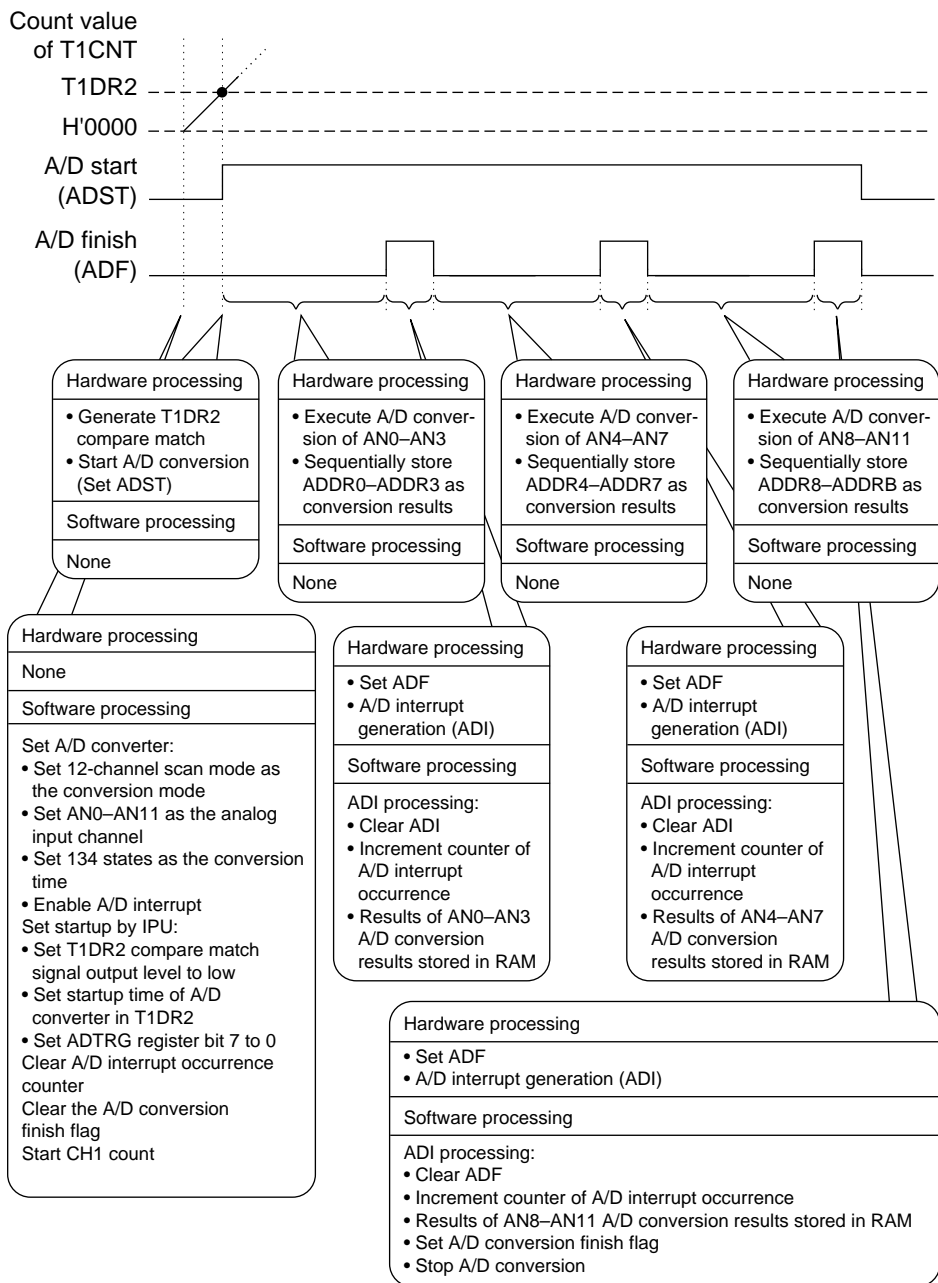 Count value
of T1CNT
T1DR2
H'0000
A/D start
(ADST)
A/D finish
(ADF)
Hardware processing
• Generate T1DR2
compare match
• Start A/D conversion
(Set ADST)
Software processing
None
Hardware processing
• Execute A/D conver-
sion of AN0–AN3
• Sequentially store
ADDR0–ADDR3 as
conversion results
Software processing
None
Hardware processing
• Execute A/D conver-
sion of AN4–AN7
• Sequentially store
ADDR4–ADDR7 as
conversion results
Software processing
None
Hardware processing
• Execute A/D conver-
sion of AN8–AN11
• Sequentially store
ADDR8–ADDRB as
conversion results
Software processing
None
Hardware processing
None
Software processing
Set A/D converter:
• Set 12-channel scan mode as
the conversion mode
• Set AN0–AN11 as the analog
input channel
• Set 134 states as the conversion
time
• Enable A/D interrupt
Set startup by IPU:
• Set T1DR2 compare match
signal output level to low
• Set startup time of A/D
converter in T1DR2
• Set ADTRG register bit 7 to 0
Clear A/D interrupt occurrence
counter
Clear the A/D conversion
finish flag
Start CH1 count
Hardware processing
• Set ADF
• A/D interrupt
generation (ADI)
Software processing
ADI processing:
• Clear ADI
• Increment counter of
A/D interrupt
occurrence
• Results of AN0–AN3
A/D conversion
results stored in RAM
Hardware processing
• Set ADF
• A/D interrupt
generation (ADI)
Software processing
ADI processing:
• Clear ADI
• Increment counter of
A/D interrupt
occurrence
• Results of AN4–AN7
A/D conversion
results stored in RAM
Hardware processing
• Set ADF
• A/D interrupt generation (ADI)
Software processing
ADI processing:
• Clear ADF
• Increment counter of A/D interrupt occurrence
• Results of AN8–AN11 A/D conversion results stored in RAM
• Set A/D conversion finish flag
• Stop A/D conversion